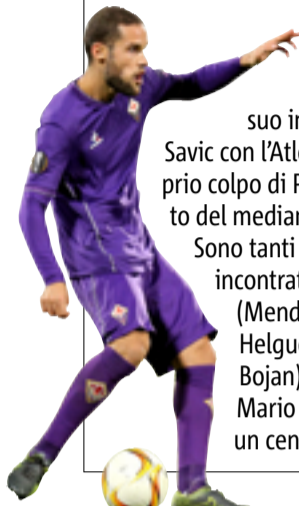 suo in
Savic con l'Atle
prio colpo di F
to del median
Sono tanti
incontrat
(Mend
Helgue
Bojan)
Mario
un cen